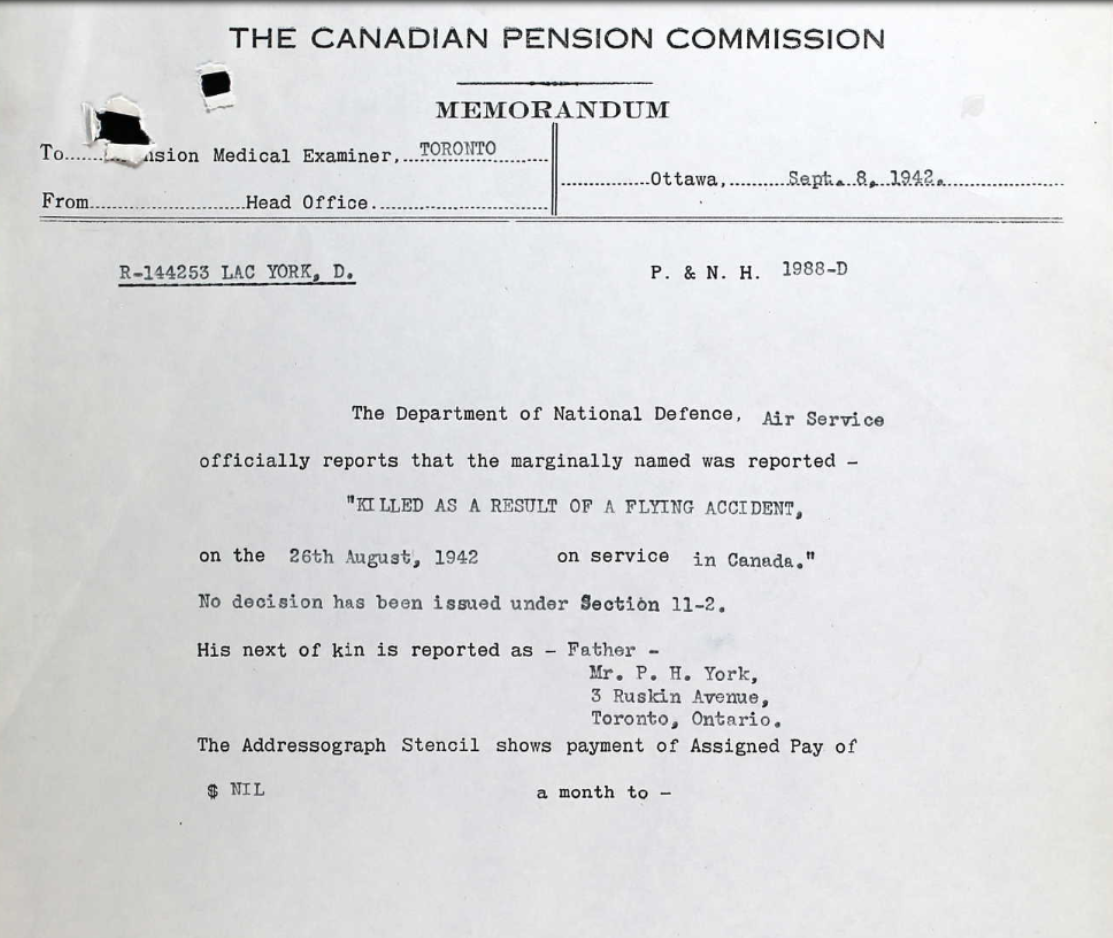 THE CANADIAN PENSION COMMISSION
MEMORANDUM
To Medical Examiner, TORONTO
Ottawa, Sept. 8, 1942.
From Head Office
R-144253 LAC YORK, D. P. & N. H. 1988-D
The Department of National Defence, Air Service
officially reports that the marginally named was reported -
"KILLED AS A RESULT OF A FLYING ACCIDENT,
on the 26th August, 1942 on service in Canada."
No decision has been issued under Section 11-2.
His next of kin is reported as - Father -
Mr. P. H. York,
3 Ruskin Avenue,
Toronto, Ontario.
The Addressograph Stencil shows payment of Assigned Pay of
$ NIL a month to -